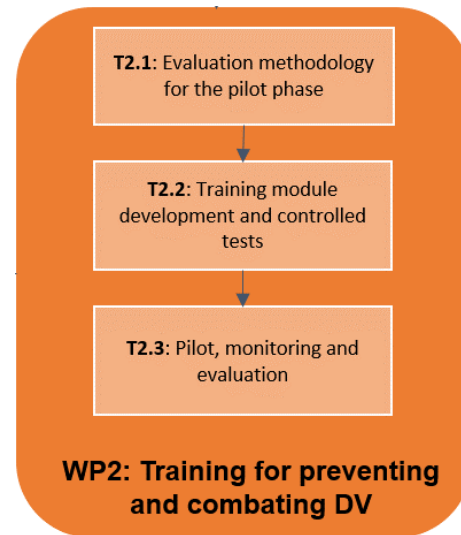 T2.1: Evaluation methodology
for the pilot phase
T2.2: Training module
development and controlled
tests
T2.3: Pilot, monitoring and
evaluation
WP2: Training for preventing
and combating DV